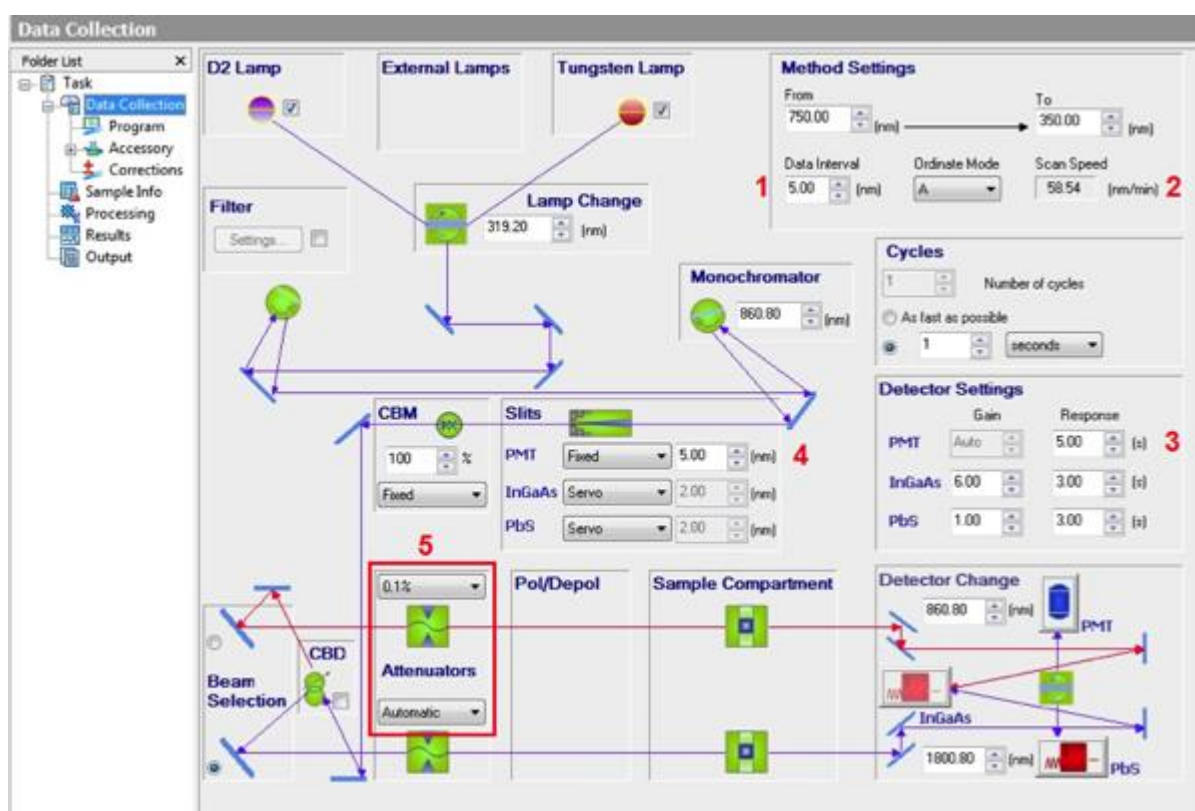 Data Collection
Folder List
Task
Data Collection
Program
Accessory
Corrections
Sample Info
Processing
Results
Output
D2 Lamp
External Lamps
Tungsten Lamp
Method Settings
From
To
750.00 (nm)
350.00 (nm)
Data Interval
Ordinate Mode
Scan Speed
1 5.00 (nm)
A
58.54 (nm/min) 2
Filter
Settings...
Lamp Change
319.20 (nm)
Monochromator
860.80 (nm)
Cycles
1 Number of cycles
As fast as possible
1 seconds
Detector Settings
Gain Response
PMT Auto 5.00 (s) 3
InGaAs 6.00 3.00 (s)
PbS 1.00 3.00 (s)
CBM
100 %
Fixed
Slits
PMT Fixed 5.00 (nm) 4
InGaAs Servo 2.00 (nm)
PbS Servo 2.00 (nm)
5
0.1%
Attenuators
Automatic
Pol/Depol
Sample Compartment
Detector Change
860.80 (nm)
PMT
InGaAs
1800.80 (nm)
PbS
CBD
Beam
Selection